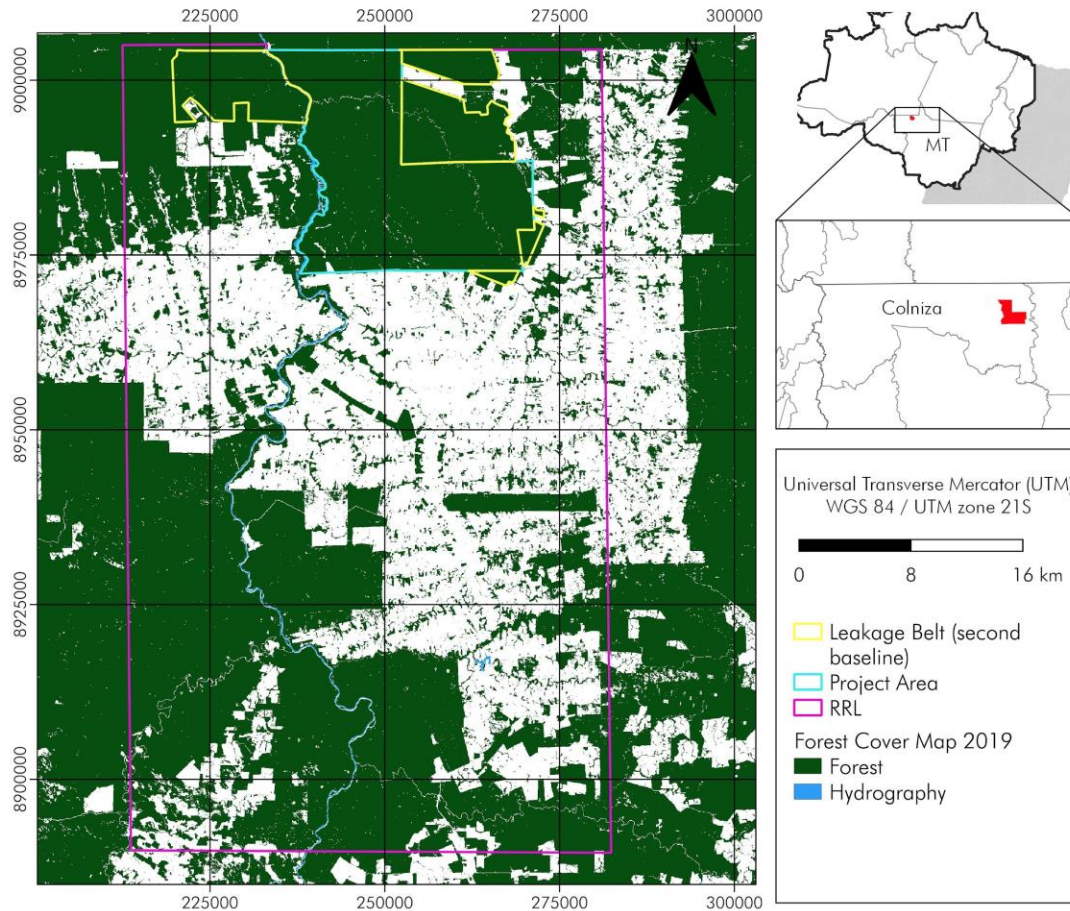 225000 250000 275000 300000
9000000
8975000
8950000
8925000
8900000
225000 250000 275000 300000
N
MT
Colniza
Universal Transverse Mercator (UTM)
WGS 84 / UTM zone 21S
0 8 16 km
Leakage Belt (second
baseline)
Project Area
RRL
Forest Cover Map 2019
Forest
Hydrography